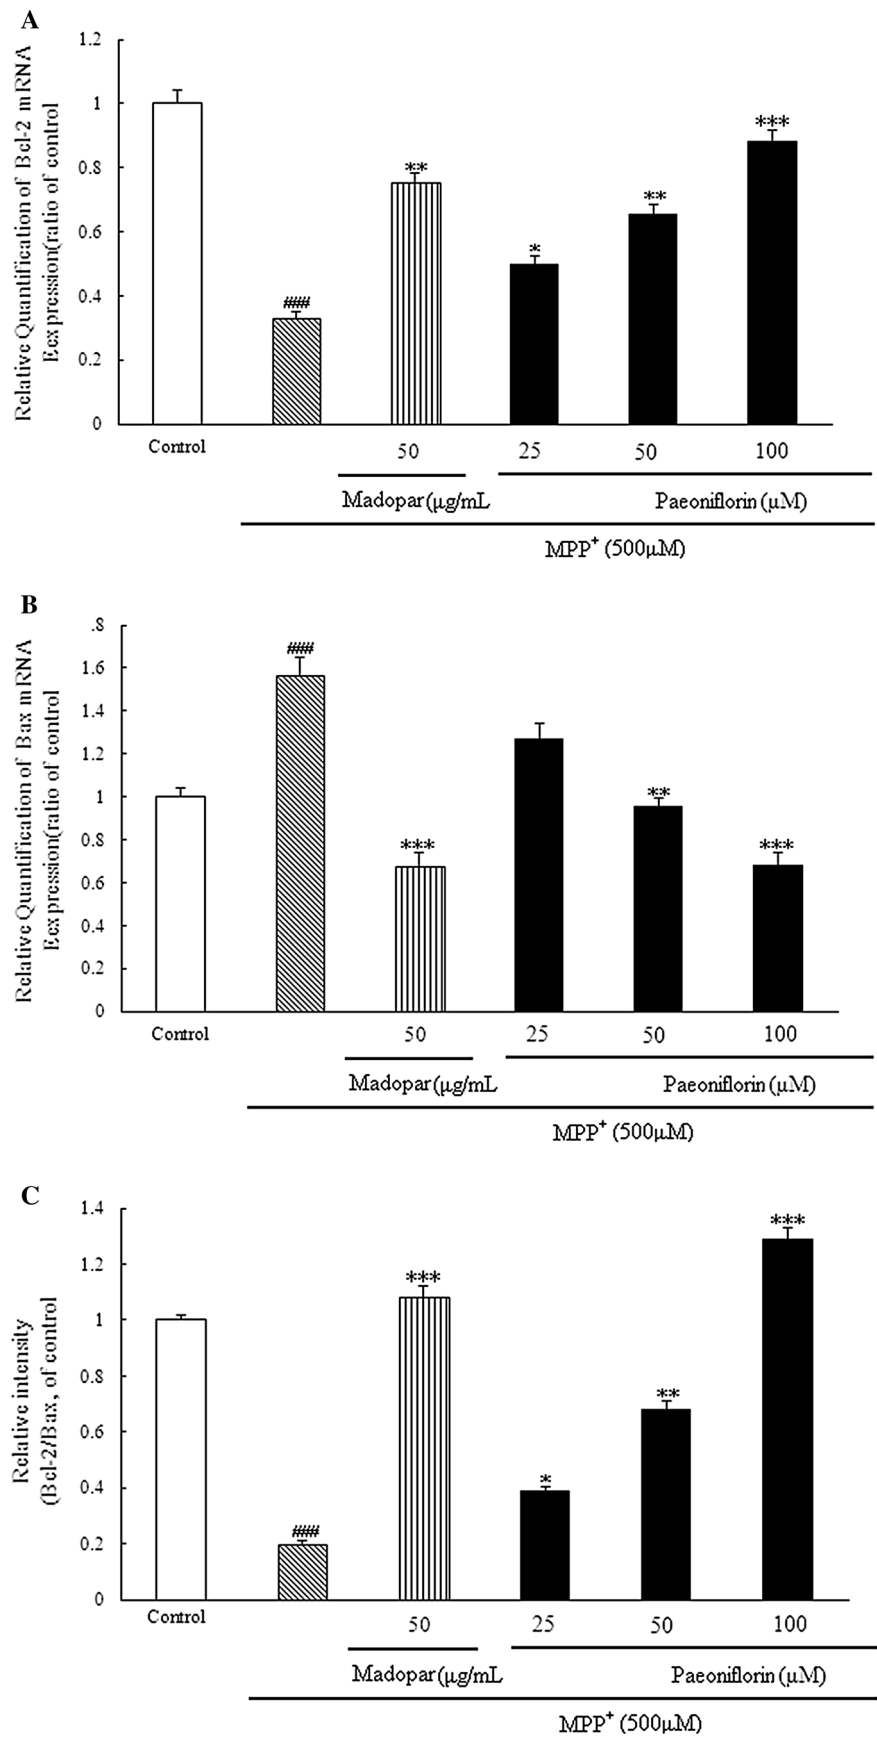 A
Relative Quantification of Bcl-2 mRNA
Eexpression(ratio of control
1.2
1
0.8
0.6
0.4
0.2
0
###
**
*
**
***
Control
50
25
50
100
Madopar(μg/mL
Paeoniflorin(μM)
MPP+ (500μM)
B
Relative Quantification of Bax mRNA
Eexpression(ratio of control
.8
1.6
1.4
1.2
1
0.8
0.6
0.4
0.2
0
###
***
**
***
Control
50
25
50
100
Madopar(μg/mL
Paeoniflorin(μM)
MPP+ (500μM)
C
Relative intensity
(Bcl-2/Bax, of control
1.4
1.2
1
0.8
0.6
0.4
0.2
0
###
***
*
**
***
Control
50
25
50
100
Madopar(μg/mL
Paeoniflorin(μM)
MPP+ (500μM)